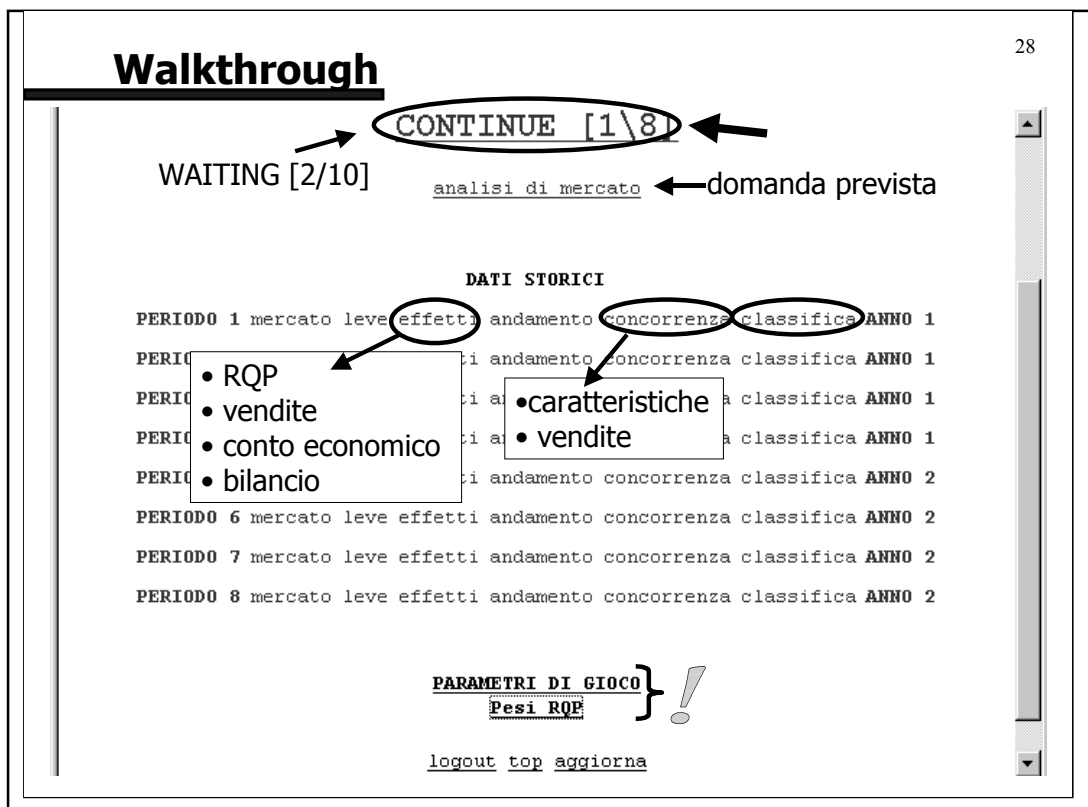 28
Walkthrough
CONTINUE [1\8]
WAITING [2/10]
analisi di mercato
domanda prevista
DATI STORICI
PERIODO 1 mercato leve effetti andamento concorrenza classifica ANNO 1
PERIO ti andamento concorrenza classifica ANNO 1
PERIO ti a a classifica ANNO 1
PERIO ti a a classifica ANNO 1
PERIO ti andamento concorrenza classifica ANNO 2
• RQP
• vendite
• conto economico
• bilancio
•caratteristiche
• vendite
PERIODO 6 mercato leve effetti andamento concorrenza classifica ANNO 2
PERIODO 7 mercato leve effetti andamento concorrenza classifica ANNO 2
PERIODO 8 mercato leve effetti andamento concorrenza classifica ANNO 2
PARAMETRI DI GIOCO
Pesi RQP
!
logout top aggiorna